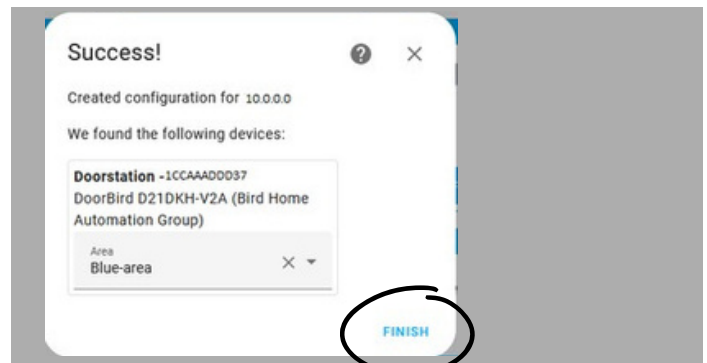 Success!
Created configuration for 10.0.0.0
We found the following devices:
Doorstation -1CCAAADDD37
DoorBird D21DKH-V2A (Bird Home
Automation Group)
Area
Blue-area
FINISH